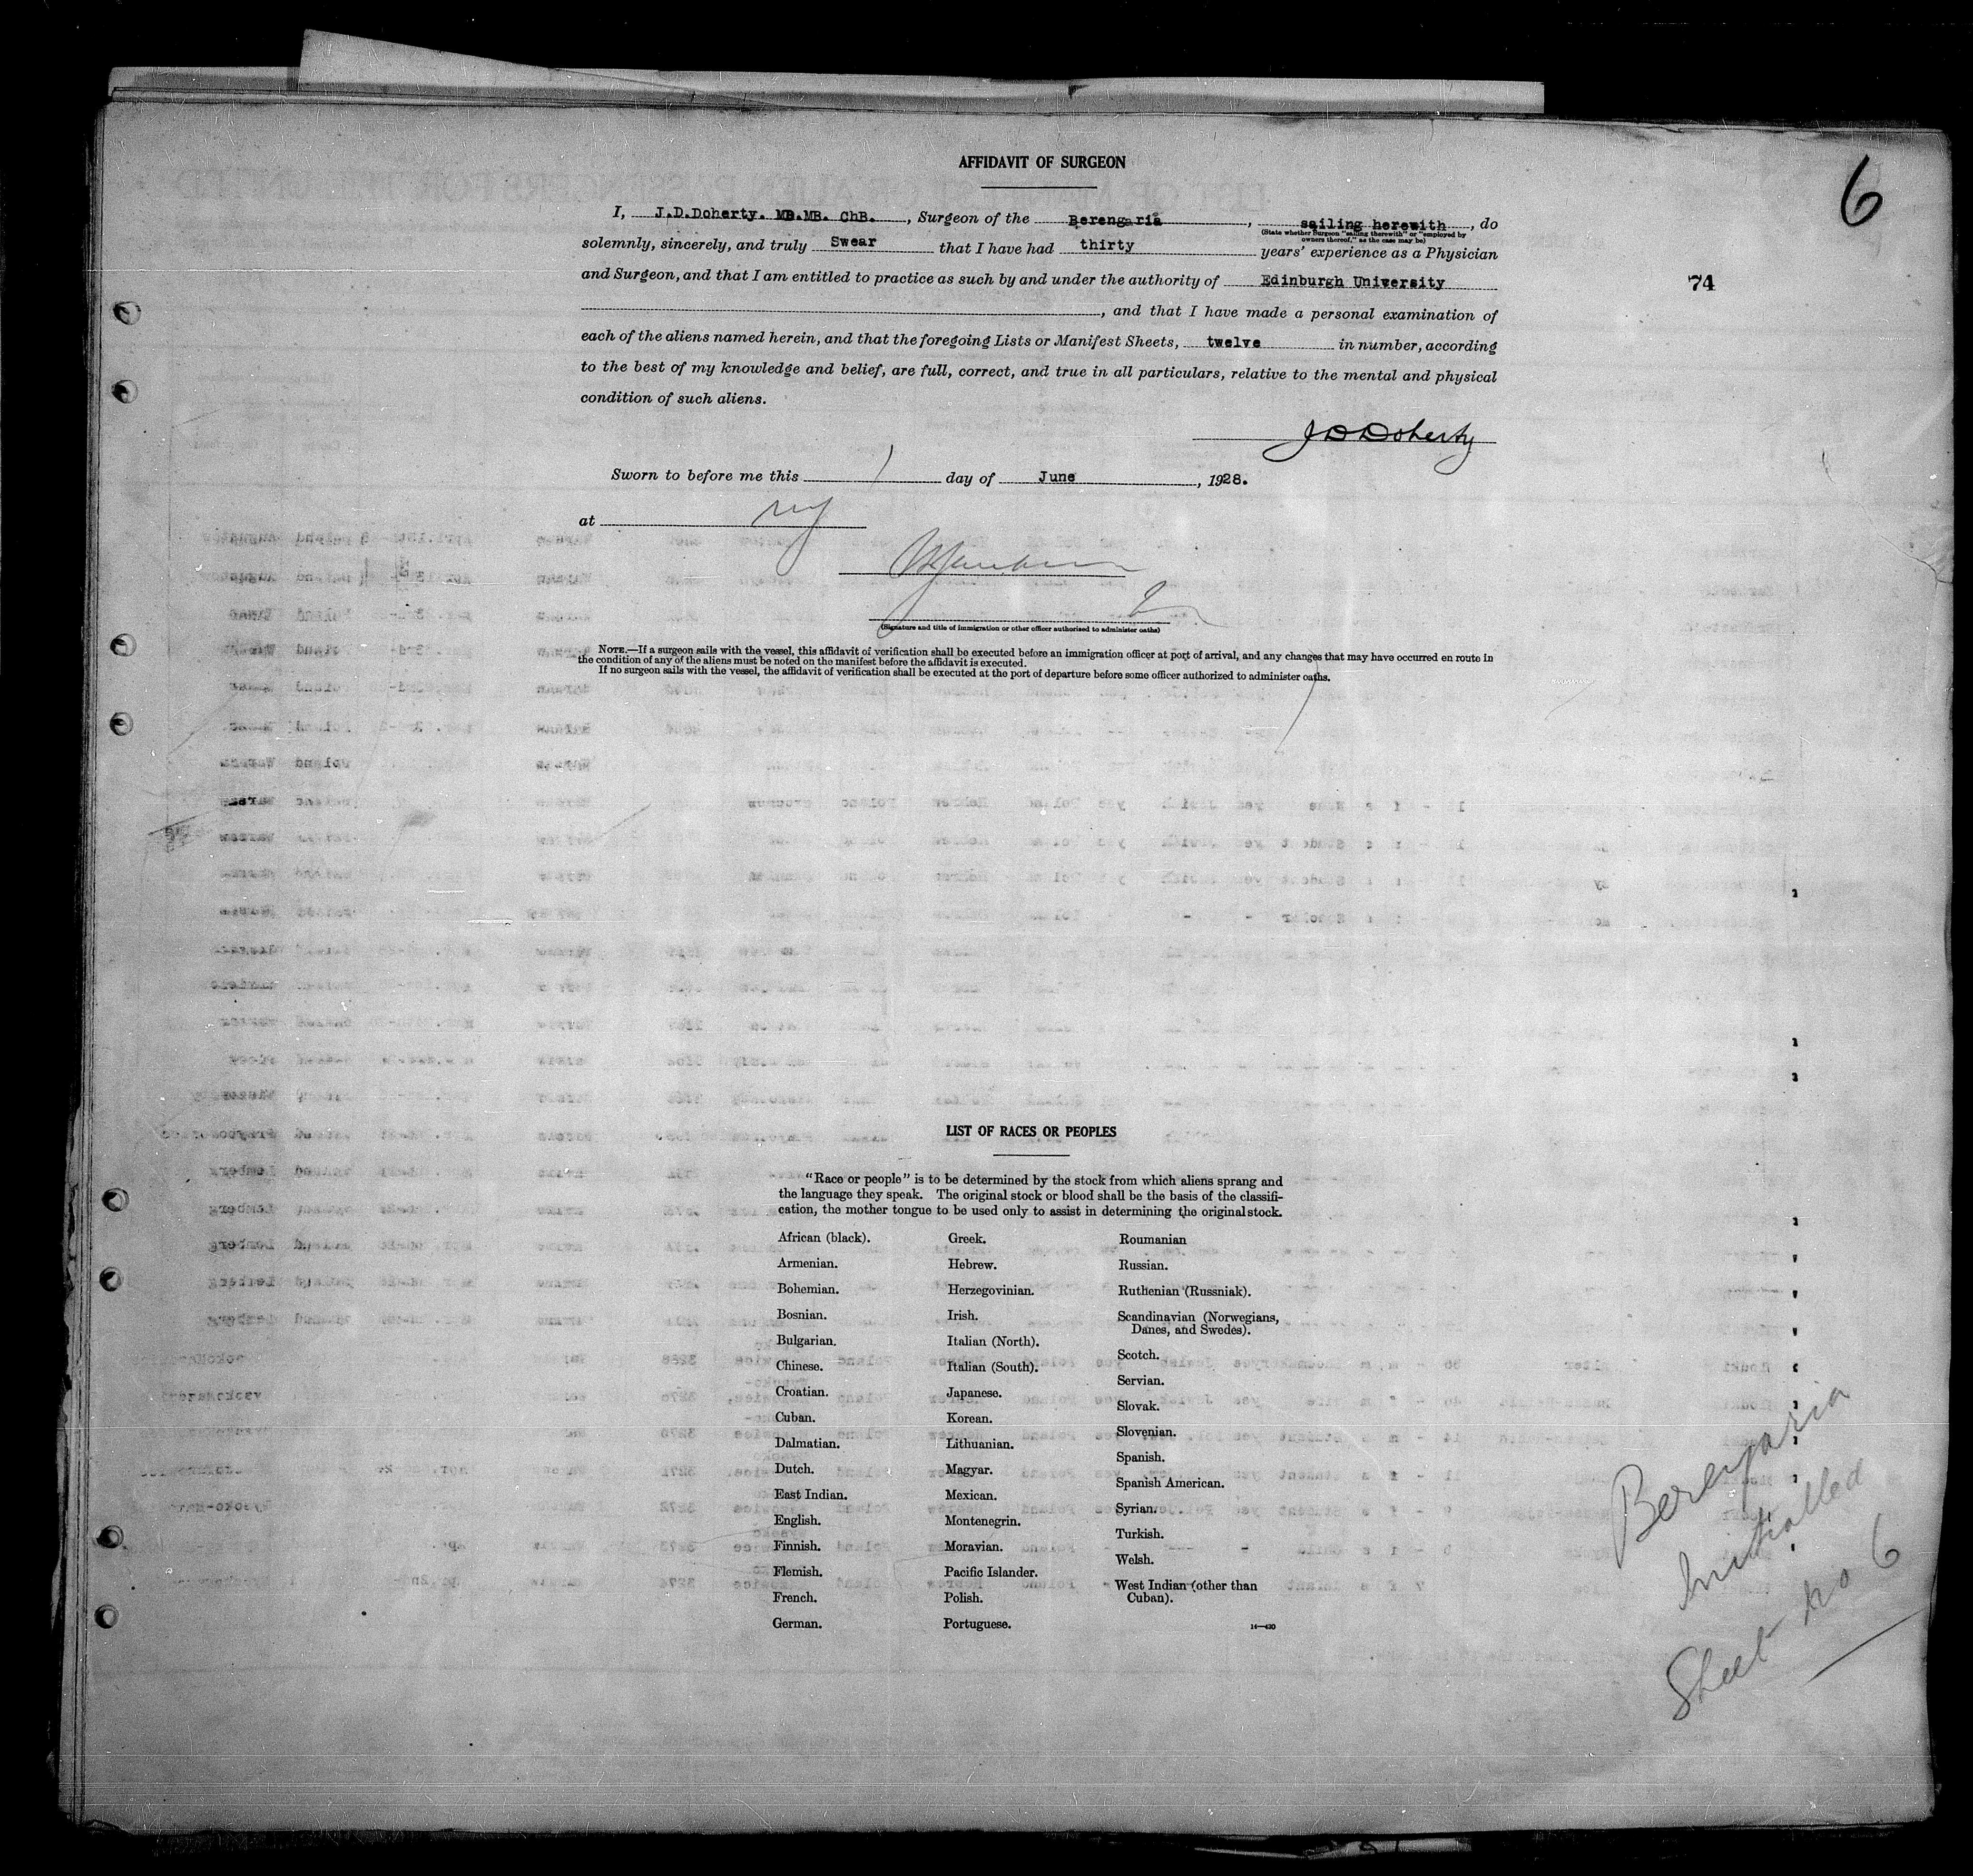 6
74
AFFIDAVIT OF SURGEON
I, J.D.Doherty. MB.MB. ChB. , Surgeon of the Berengaria , sailing herewith , do
(State whether Surgeon "sailing therewith" or "employed by
owners thereof," as the case may be)
solemnly, sincerely, and truly Swear that I have had thirty years' experience as a Physician
and Surgeon, and that I am entitled to practice as such by and under the authority of Edinburgh University
, and that I have made a personal examination of
each of the aliens named herein, and that the foregoing Lists or Manifest Sheets, twelve in number, according
to the best of my knowledge and belief, are full, correct, and true in all particulars, relative to the mental and physical
condition of such aliens.
J D Doherty
Sworn to before me this 1 day of June , 1928.
at NY
(Signature and title of immigration or other officer authorized to administer oaths)
NOTE.—If a surgeon sails with the vessel, this affidavit of verification shall be executed before an immigration officer at port of arrival, and any changes that may have occurred en route in
the condition of any of the aliens must be noted on the manifest before the affidavit is executed.
If no surgeon sails with the vessel, the affidavit of verification shall be executed at the port of departure before some officer authorized to administer oaths.
LIST OF RACES OR PEOPLES
"Race or people" is to be determined by the stock from which aliens sprang and
the language they speak. The original stock or blood shall be the basis of the classifi-
cation, the mother tongue to be used only to assist in determining the original stock.
African (black).
Armenian.
Bohemian.
Bosnian.
Bulgarian.
Chinese.
Croatian.
Cuban.
Dalmatian.
Dutch.
East Indian.
English.
Finnish.
Flemish.
French.
German.
Greek.
Hebrew.
Herzegovinian.
Irish.
Italian (North).
Italian (South).
Japanese.
Korean.
Lithuanian.
Magyar.
Mexican.
Montenegrin.
Moravian.
Pacific Islander.
Polish.
Portuguese.
Roumanian
Russian.
Ruthenian (Russniak).
Scandinavian (Norwegians,
Danes, and Swedes).
Scotch.
Servian.
Slovak.
Slovenian.
Spanish.
Spanish American.
Syrian.
Turkish.
Welsh.
West Indian (other than
Cuban).
14—430
Berengaria
Initialled
Sheet No 6